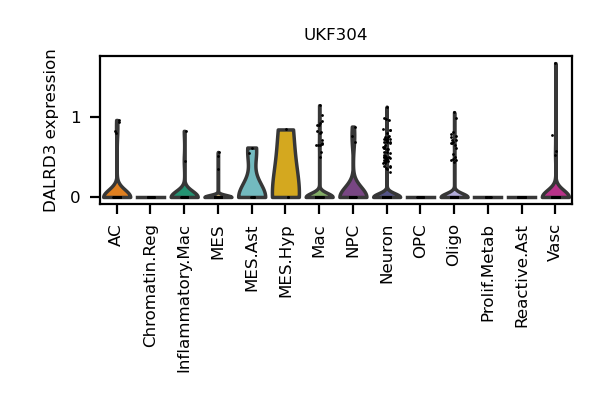 UKF304
DALRD3 expression
1
0
AC
Chromatin.Reg
Inflammatory.Mac
MES
MES.Ast
MES.Hyp
Mac
NPC
Neuron
OPC
Oligo
Prolif.Metab
Reactive.Ast
Vasc